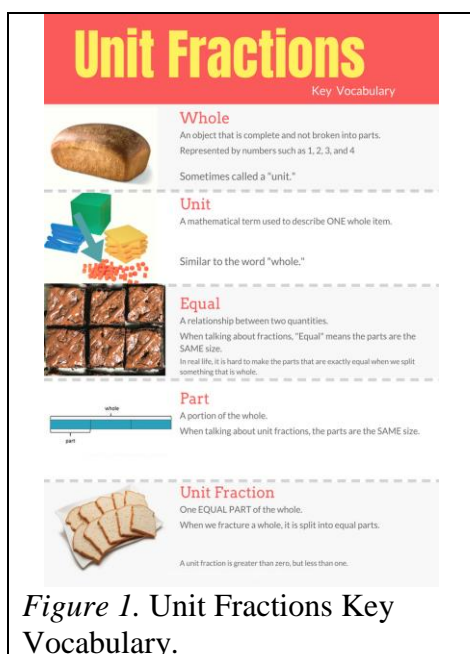 Unit Fractions
Key Vocabulary
Whole
An object that is complete and not broken into parts.
Represented by numbers such as 1, 2, 3, and 4
Sometimes called a "unit."
Unit
A mathematical term used to describe ONE whole item.
Similar to the word "whole."
Equal
A relationship between two quantities.
When talking about fractions, "Equal" means the parts are the
SAME size.
In real life, it is hard to make the parts that are exactly equal when we split
something that is whole.
whole
part
Part
A portion of the whole.
When talking about unit fractions, the parts are the SAME size.
Unit Fraction
One EQUAL PART of the whole.
When we fracture a whole, it is split into equal parts.
A unit fraction is greater than zero, but less than one.
Figure 1. Unit Fractions Key
Vocabulary.